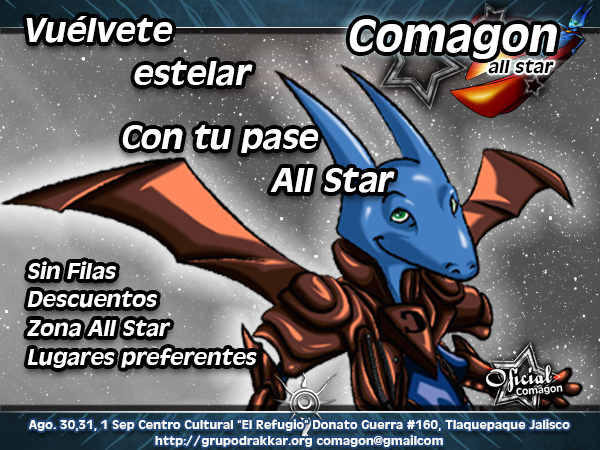 Vuélvete
estelar
Comagon
all star
Con tu pase
All Star
Sin Filas
Descuentos
Zona All Star
Lugares preferentes
Oficial
Comagon
Ago. 30,31, 1 Sep Centro Cultural "El Refugio" Donato Guerra #160, Tlaquepaque Jalisco
http://grupodrakkar.org comagon@gmailcom